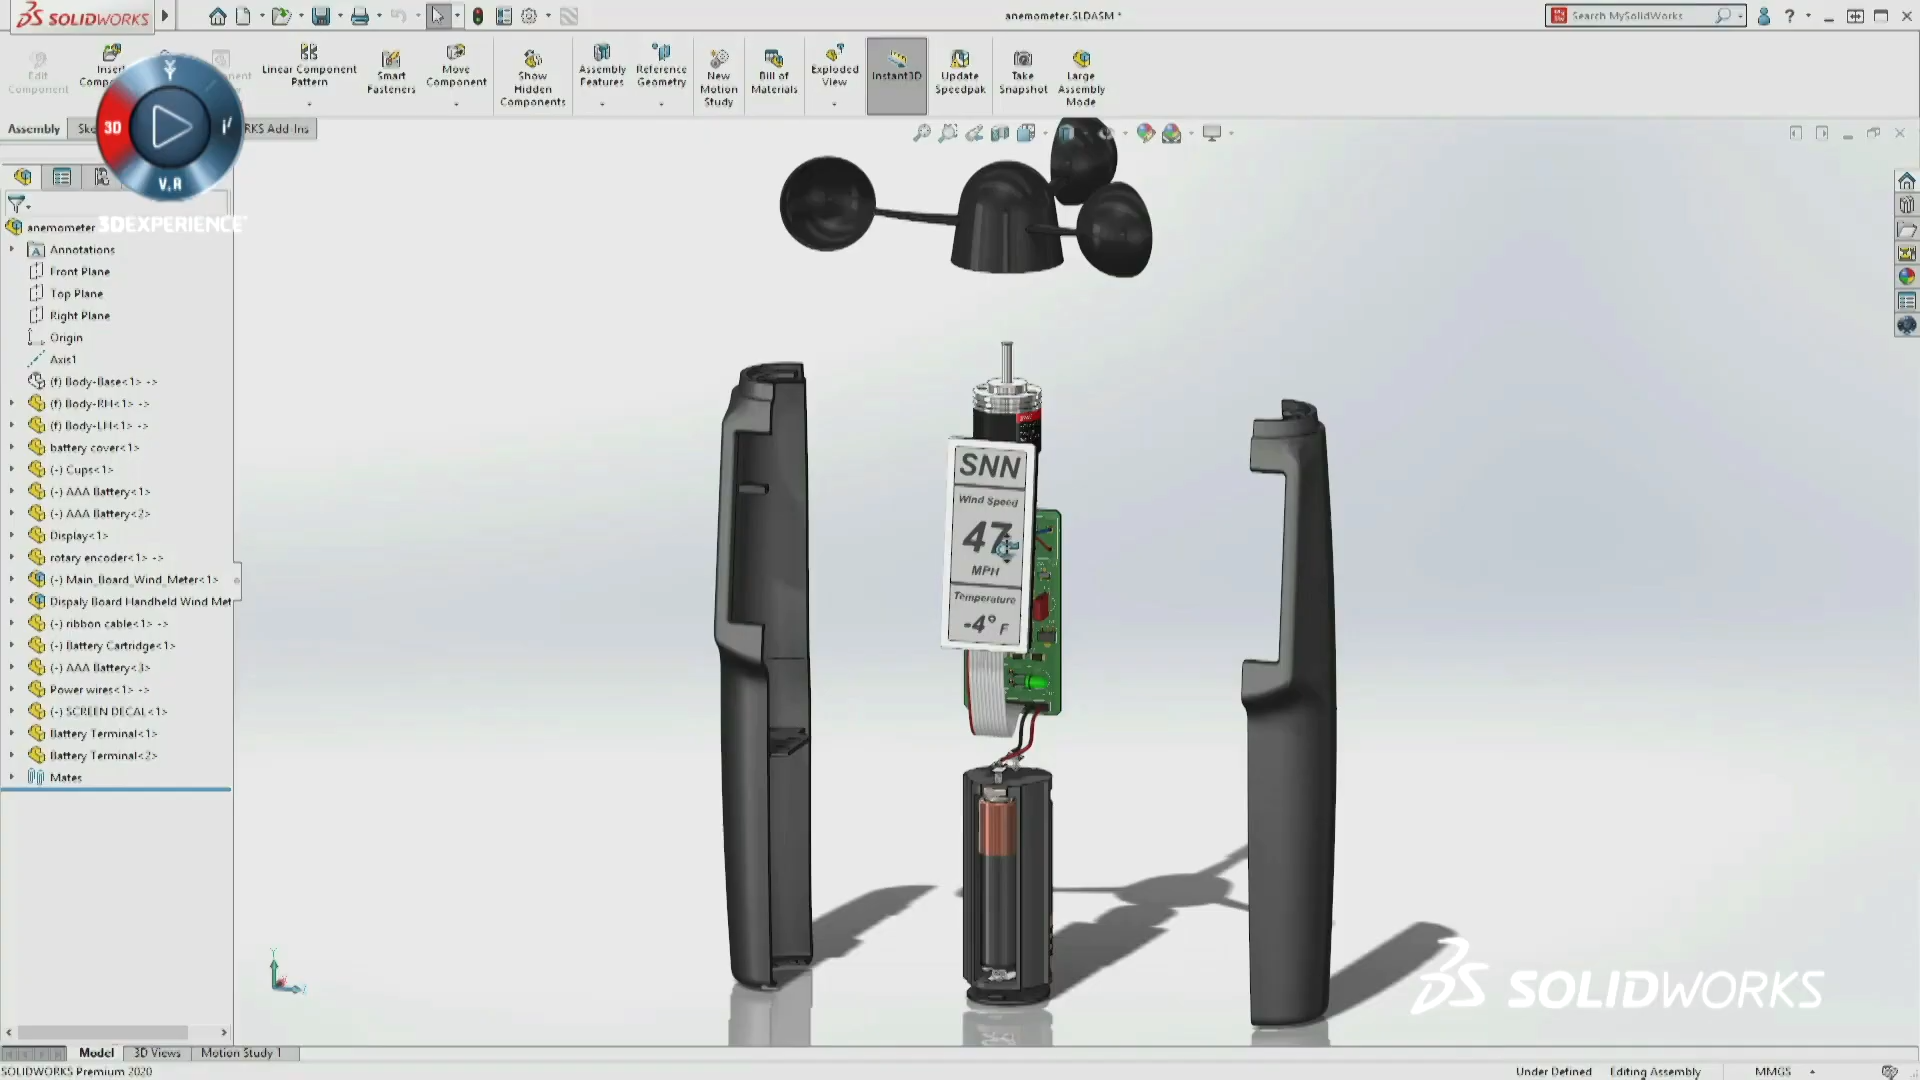 SOLIDWORKS
anemometer.SLDASM *
Search MySolidWorks
Edit Component
Linear Component Pattern
Smart Fasteners
Move Component
Show Hidden Components
Assembly Features
Reference Geometry
New Motion Study
Bill of Materials
Exploded View
Instant3D
Update Speedpak
Take Snapshot
Large Assembly Mode
Assembly
RKS Add-Ins
3D
V,R
3DEXPERIENCE
anemometer
Annotations
Front Plane
Top Plane
Right Plane
Origin
Axis1
(f) Body-Base<1> ->
(f) Body-RH<1> ->
(f) Body-LH<1> ->
battery cover<1>
(-) Cups<1>
(-) AAA Battery<1>
(-) AAA Battery<2>
Display<1>
rotary encoder<1> ->
(-) Main_Board_Wind_Meter<1>
Dispaly Board Handheld Wind Met
(-) ribbon cable<1> ->
(-) Battery Cartridge<1>
(-) AAA Battery<3>
Power wires<1> ->
(-) SCREEN DECAL<1>
Battery Terminal<1>
Battery Terminal<2>
Mates
SNN
Wind Speed
47
MPH
Temperature
-4° F
SOLIDWORKS
Model
3D Views
Motion Study 1
SOLIDWORKS Premium 2020
Under Defined
Editing Assembly
MMGS